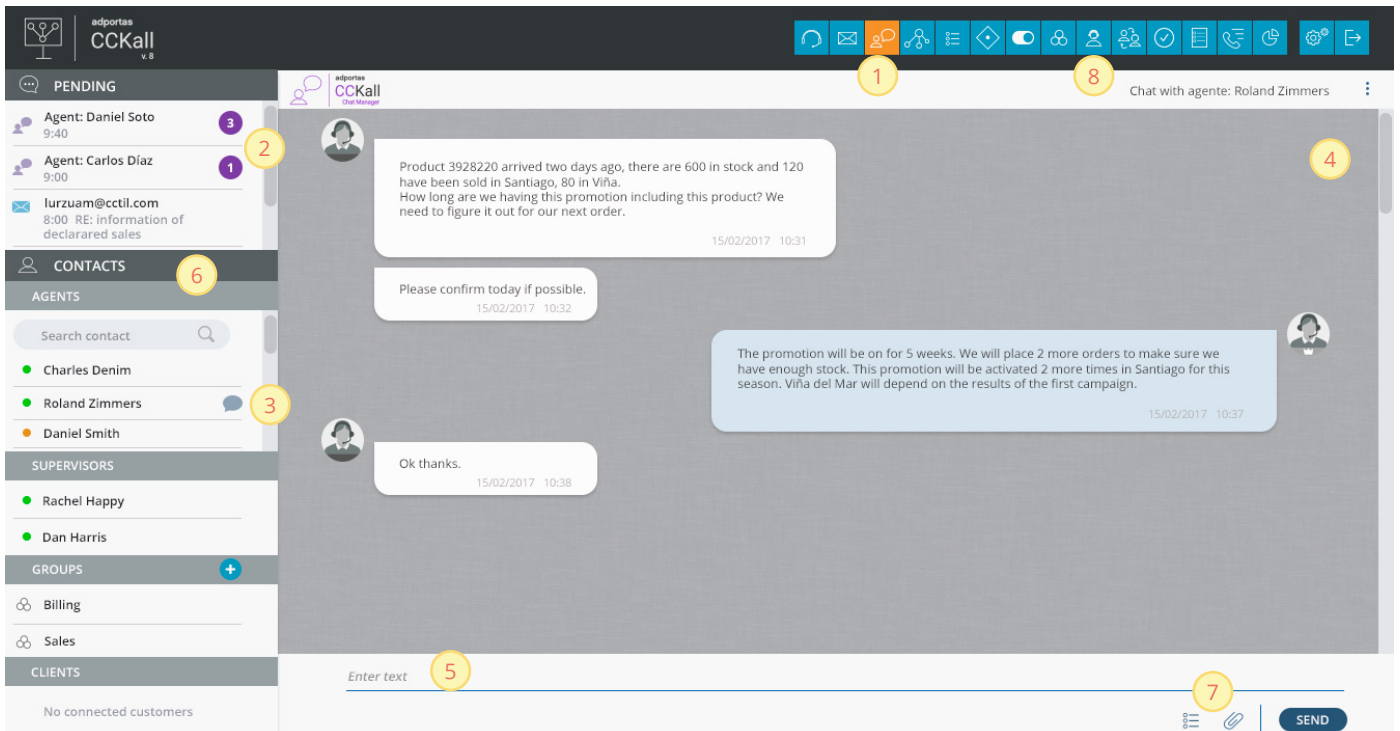 adportas
CCKall
v. 8
1
8
PENDING
Agent: Daniel Soto
9:40
3
2
Agent: Carlos Díaz
9:00
1
lurzuam@cctil.com
8:00 RE: information of
declarared sales
CONTACTS
6
AGENTS
Search contact
Charles Denim
Roland Zimmers
3
Daniel Smith
SUPERVISORS
Rachel Happy
Dan Harris
GROUPS
+
Billing
Sales
CLIENTS
No connected customers
adportas
CCKall
Chat Manager
Chat with agente: Roland Zimmers
4
Product 3928220 arrived two days ago, there are 600 in stock and 120
have been sold in Santiago, 80 in Viña.
How long are we having this promotion including this product? We
need to figure it out for our next order.
15/02/2017 10:31
Please confirm today if possible.
15/02/2017 10:32
The promotion will be on for 5 weeks. We will place 2 more orders to make sure we
have enough stock. This promotion will be activated 2 more times in Santiago for this
season. Viña del Mar will depend on the results of the first campaign.
15/02/2017 10:37
Ok thanks.
15/02/2017 10:38
Enter text
5
7
SEND